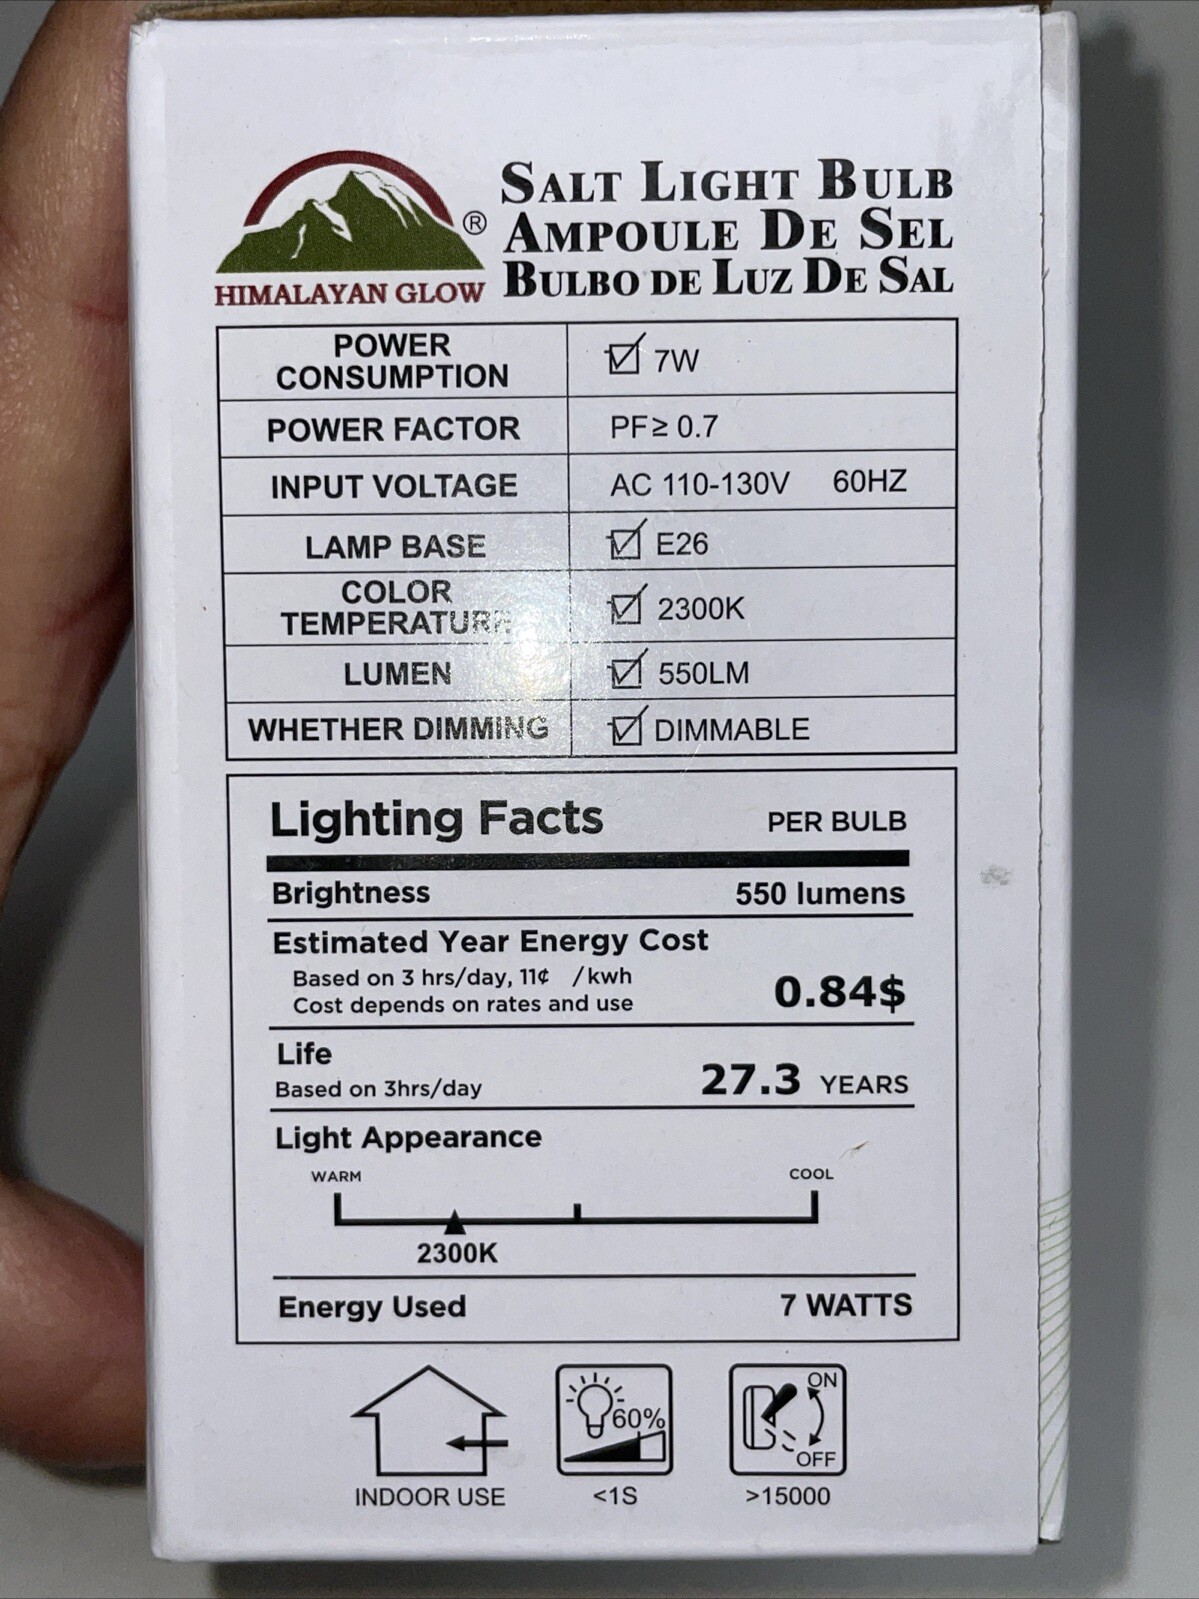 HIMALAYAN GLOW ®
SALT LIGHT BULB
AMPOULE DE SEL
BULBO DE LUZ DE SAL
POWER
CONSUMPTION
7W
POWER FACTOR PF≥ 0.7
INPUT VOLTAGE AC 110-130V 60HZ
LAMP BASE E26
COLOR
TEMPERATURE
2300K
LUMEN 550LM
WHETHER DIMMING DIMMABLE
Lighting Facts PER BULB
Brightness 550 lumens
Estimated Year Energy Cost
Based on 3 hrs/day, 11¢ /kwh
Cost depends on rates and use
0.84$
Life
Based on 3hrs/day 27.3 YEARS
Light Appearance
WARM COOL
2300K
Energy Used 7 WATTS
60%
ON
OFF
INDOOR USE <1S >15000